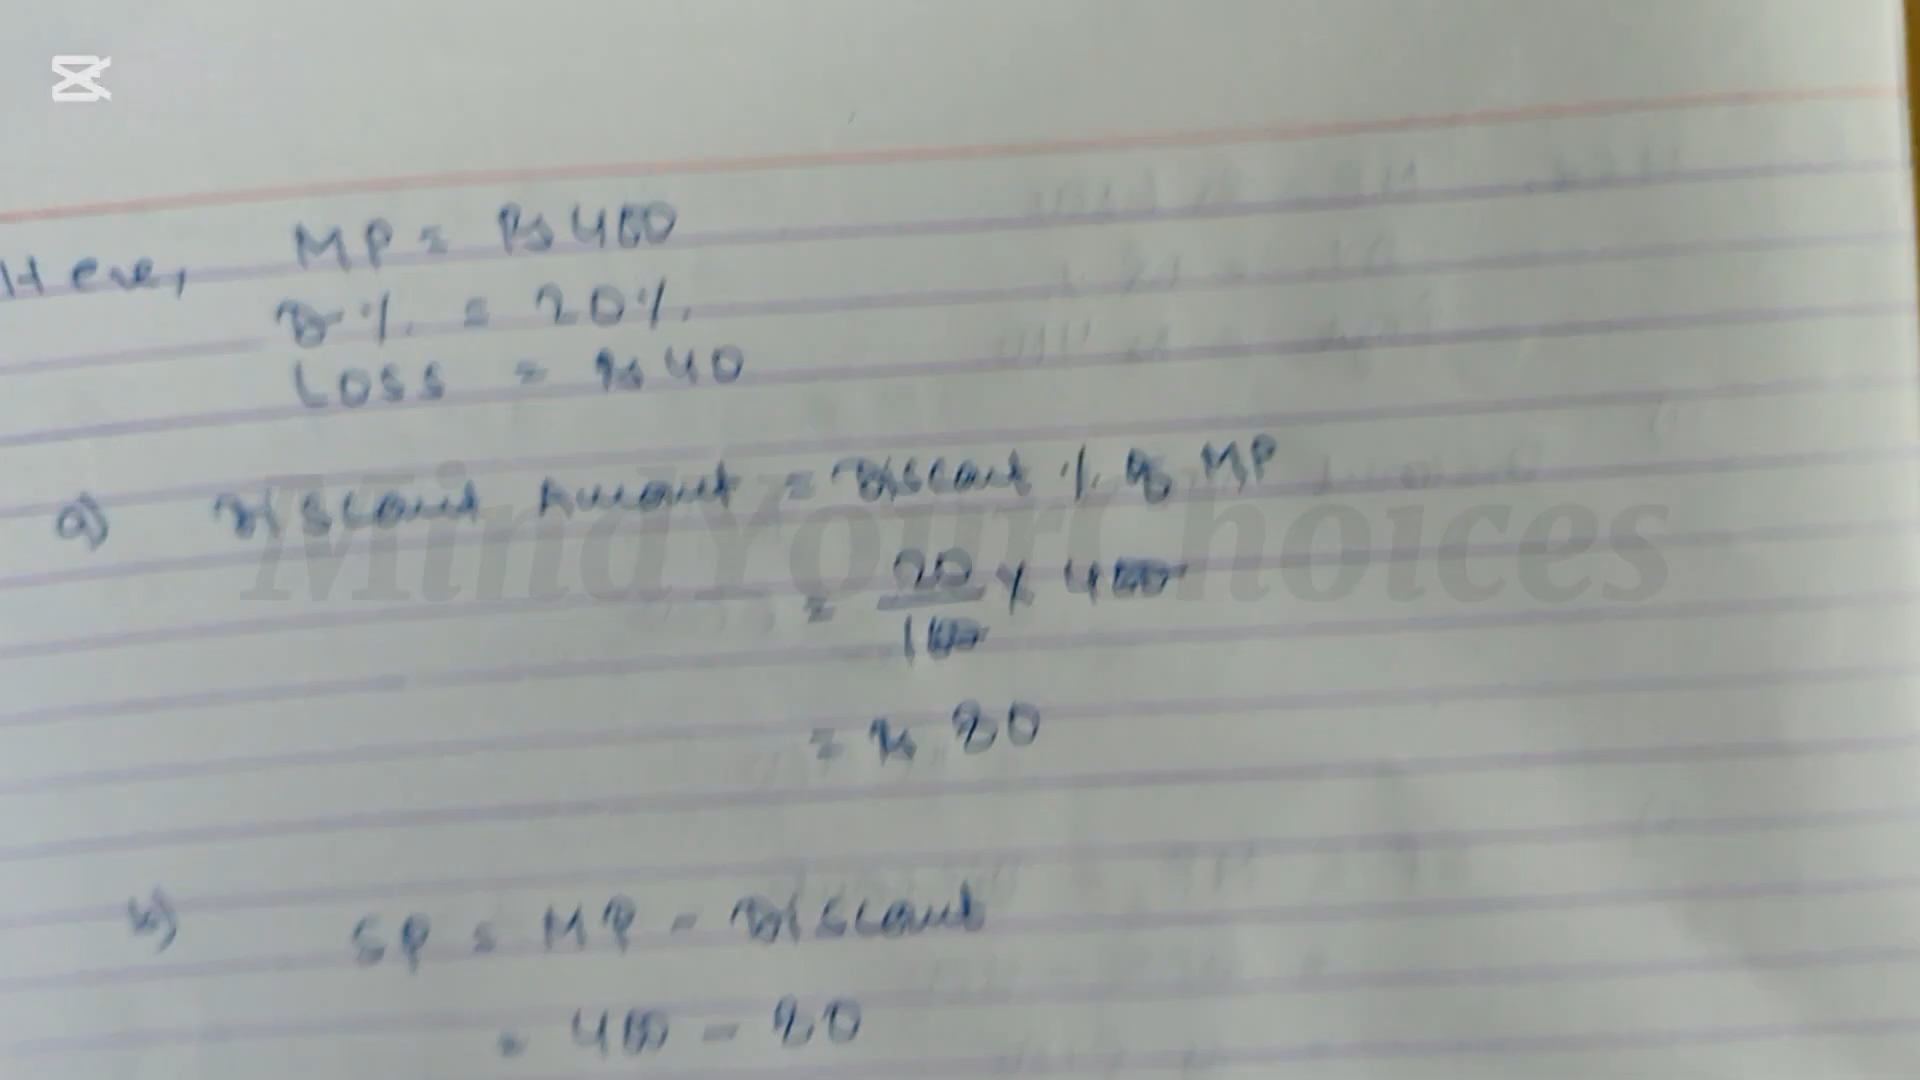 Here, MP = Rs 400
D% = 20%.
Loss = Rs 40
a) Discount Amount = Discount % of MP
= 20/100 × 400
= Rs 80
b) SP = MP - Discount
= 400 - 80
MindYourChoices